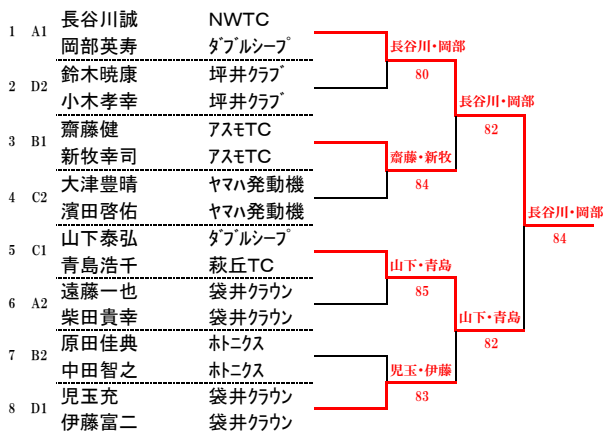 1 A1 長谷川誠 NWTC
岡部英寿 ﾀﾞﾌﾞﾙｼｰﾌﾟ
長谷川・岡部
80
2 D2 鈴木暁康 坪井ｸﾗﾌﾞ
小木孝幸 坪井ｸﾗﾌﾞ
長谷川・岡部
82
3 B1 齋藤健 ｱｽﾓTC
新牧幸司 ｱｽﾓTC
齋藤・新牧
84
4 C2 大津豊晴 ﾔﾏﾊ発動機
濱田啓佑 ﾔﾏﾊ発動機
長谷川・岡部
84
5 C1 山下泰弘 ﾀﾞﾌﾞﾙｼｰﾌﾟ
青島浩千 萩丘TC
山下・青島
85
6 A2 遠藤一也 袋井ｸﾗｳﾝ
柴田貴幸 袋井ｸﾗｳﾝ
山下・青島
82
7 B2 原田佳典 ﾎﾄﾆｸｽ
中田智之 ﾎﾄﾆｸｽ
児玉・伊藤
83
8 D1 児玉充 袋井ｸﾗｳﾝ
伊藤富二 袋井ｸﾗｳﾝ